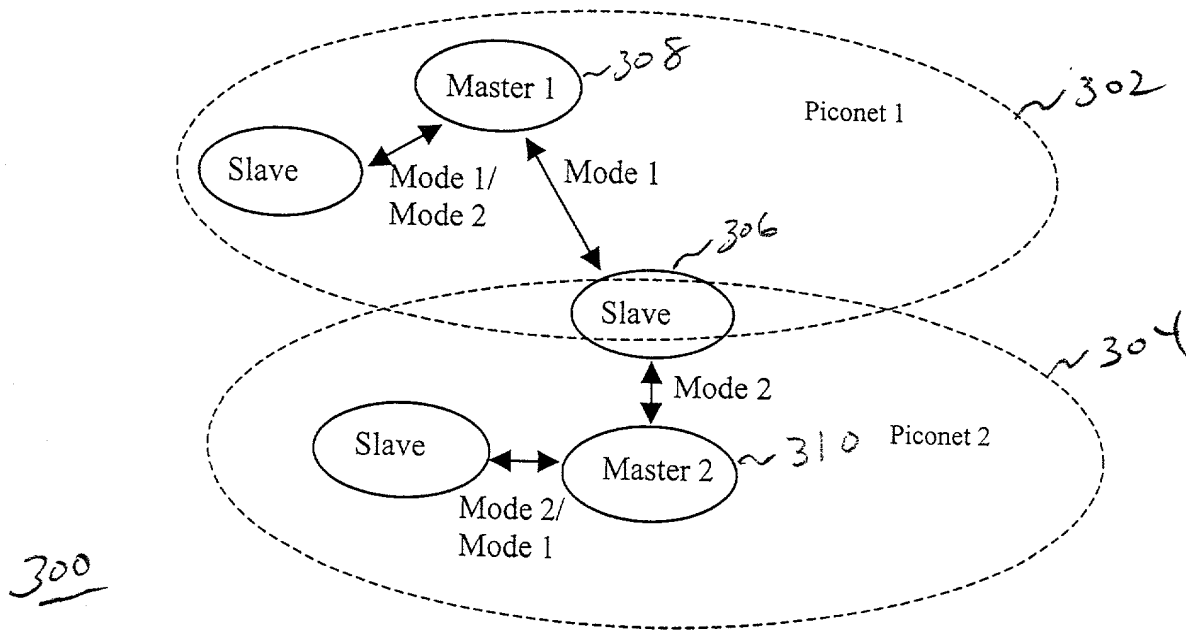 Master 1
308
302
Piconet 1
Slave
Mode 1/
Mode 2
Mode 1
306
Slave
304
Mode 2
Slave
Master 2
310
Piconet 2
Mode 2/
Mode 1
300